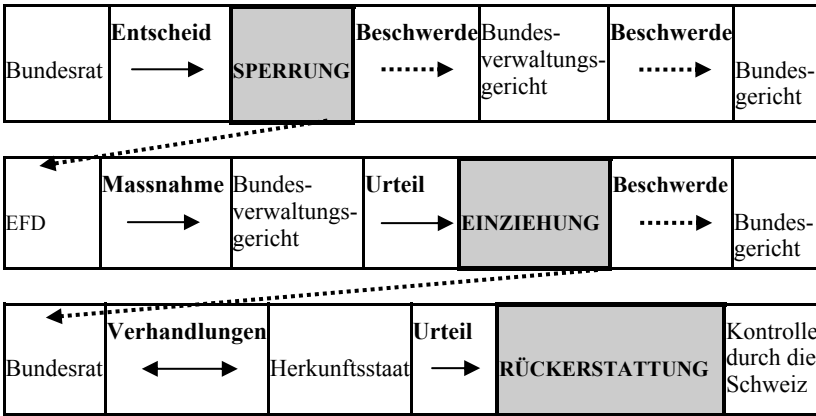 Bundesrat
Entscheid
SPERRUNG
Beschwerde
Bundes-
verwaltungs-
gericht
Beschwerde
Bundes-
gericht
EFD
Massnahme
Bundes-
verwaltungs-
gericht
Urteil
EINZIEHUNG
Beschwerde
Bundes-
gericht
Bundesrat
Verhandlungen
Herkunftsstaat
Urteil
RÜCKERSTATTUNG
Kontrolle
durch die
Schweiz